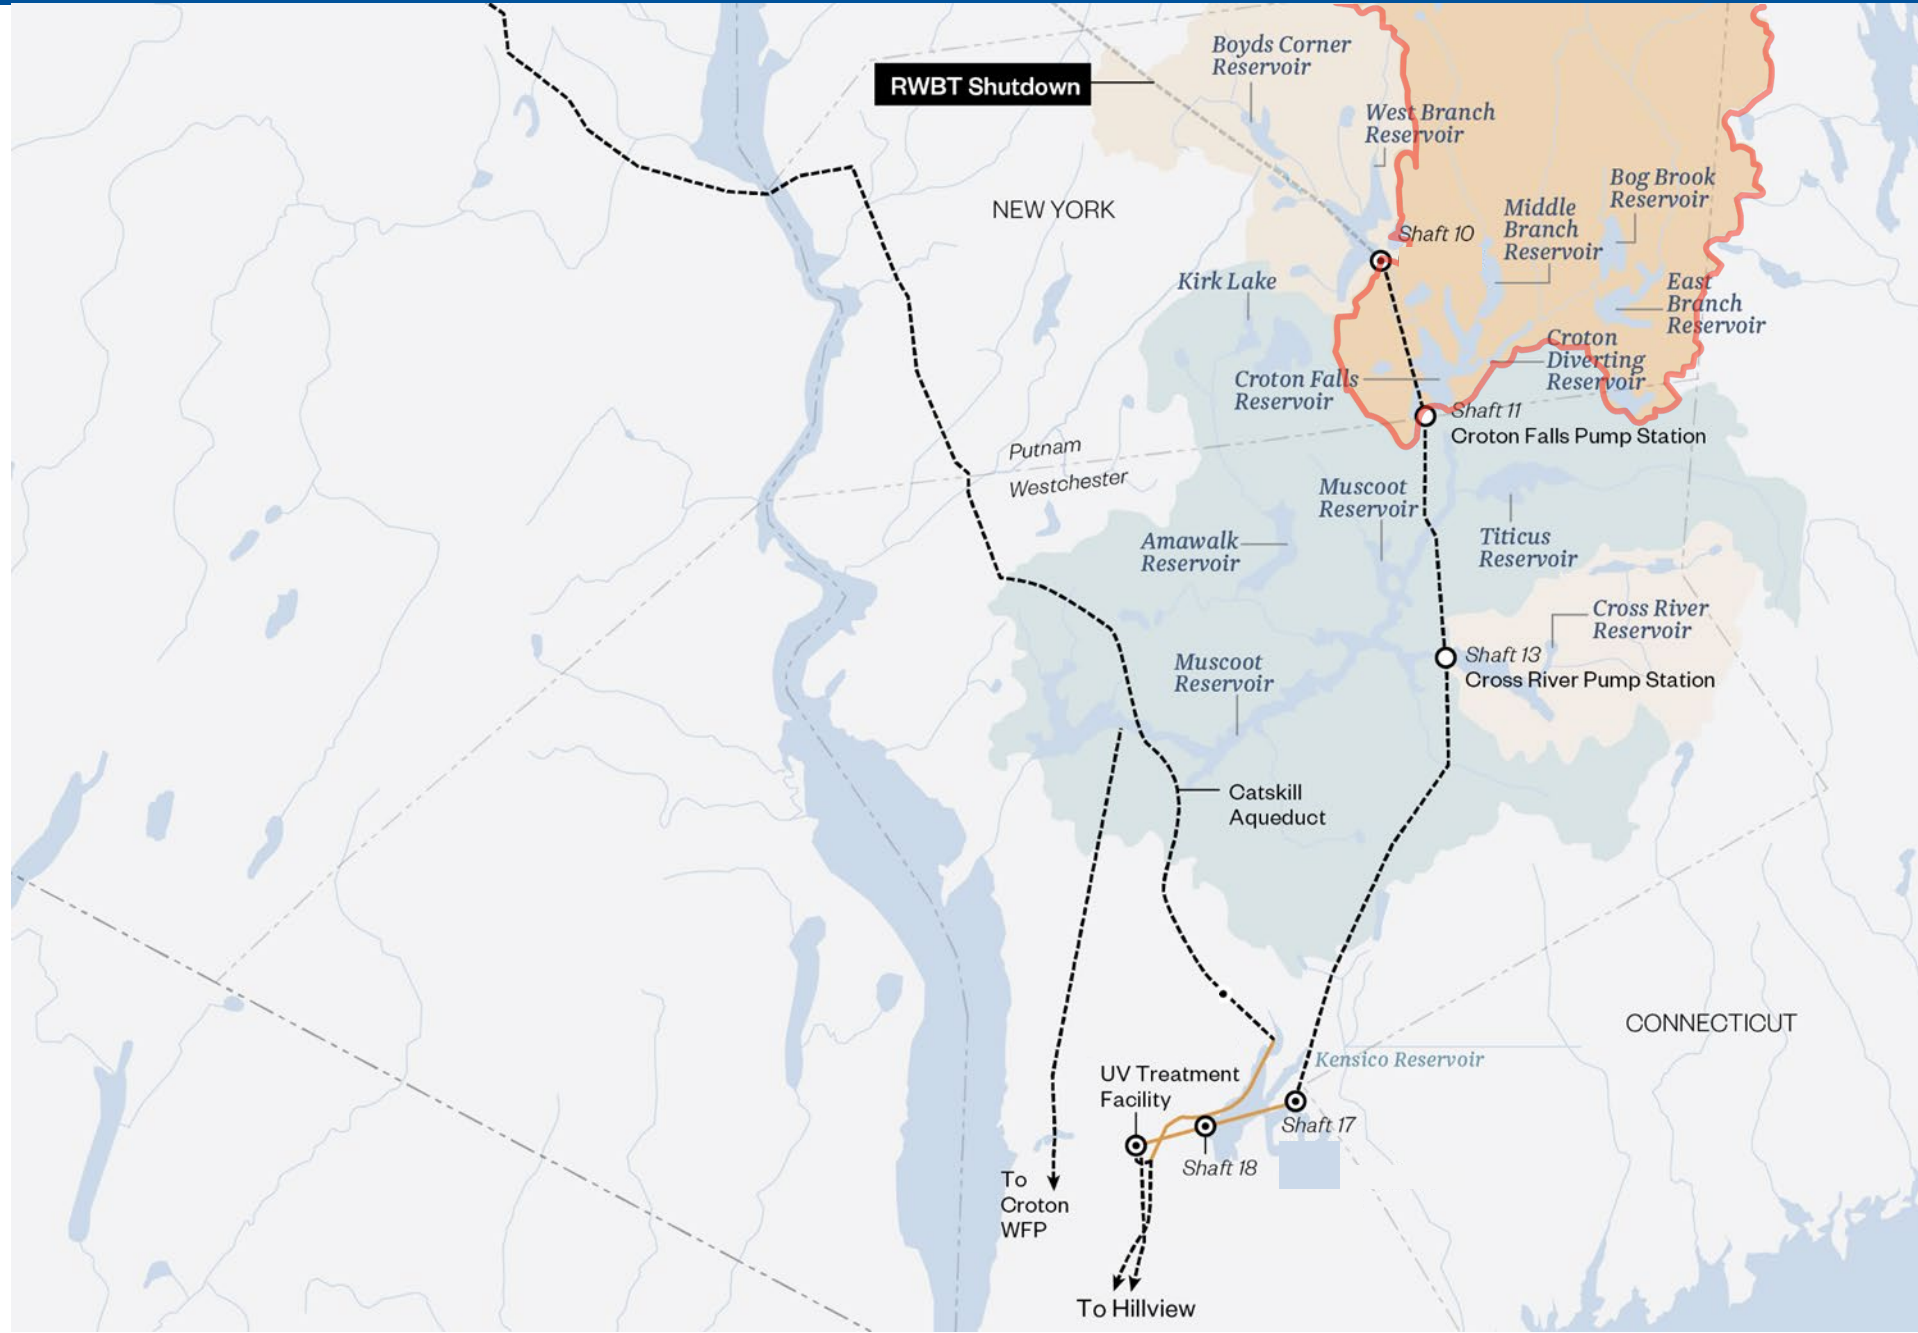 Boyds Corner
Reservoir
RWBT Shutdown
West Branch
Reservoir
Bog Brook
Reservoir
NEW YORK
Middle
Branch
Reservoir
Shaft 10
Kirk Lake
East
Branch
Reservoir
Croton
Diverting
Reservoir
Croton Falls
Reservoir
Shaft 11
Croton Falls Pump Station
Putnam
Westchester
Muscoot
Reservoir
Amawalk
Reservoir
Titicus
Reservoir
Cross River
Reservoir
Shaft 13
Cross River Pump Station
Muscoot
Reservoir
Catskill
Aqueduct
CONNECTICUT
Kensico Reservoir
UV Treatment
Facility
Shaft 17
Shaft 18
To
Croton
WFP
To Hillview